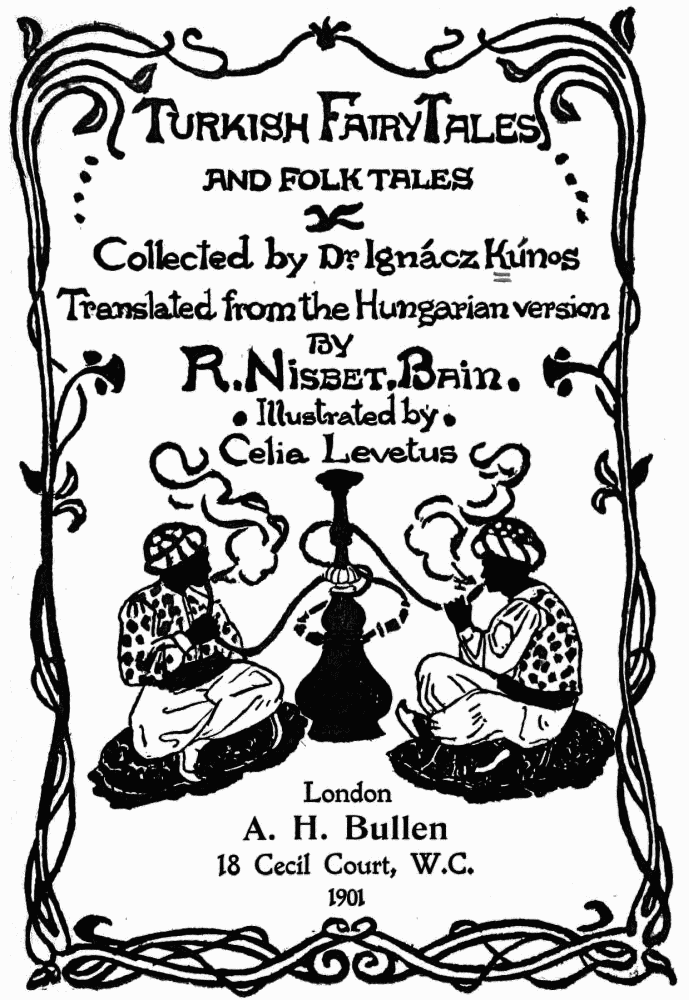 TURKISH FAIRY TALES
AND FOLK TALES
Collected by Dr. Ignácz Kúnos
Translated from the Hungarian version
BY
R. NISBET. BAIN.
• Illustrated by •
Celia Levetus
London
A. H. Bullen
18 Cecil Court, W.C.
1901